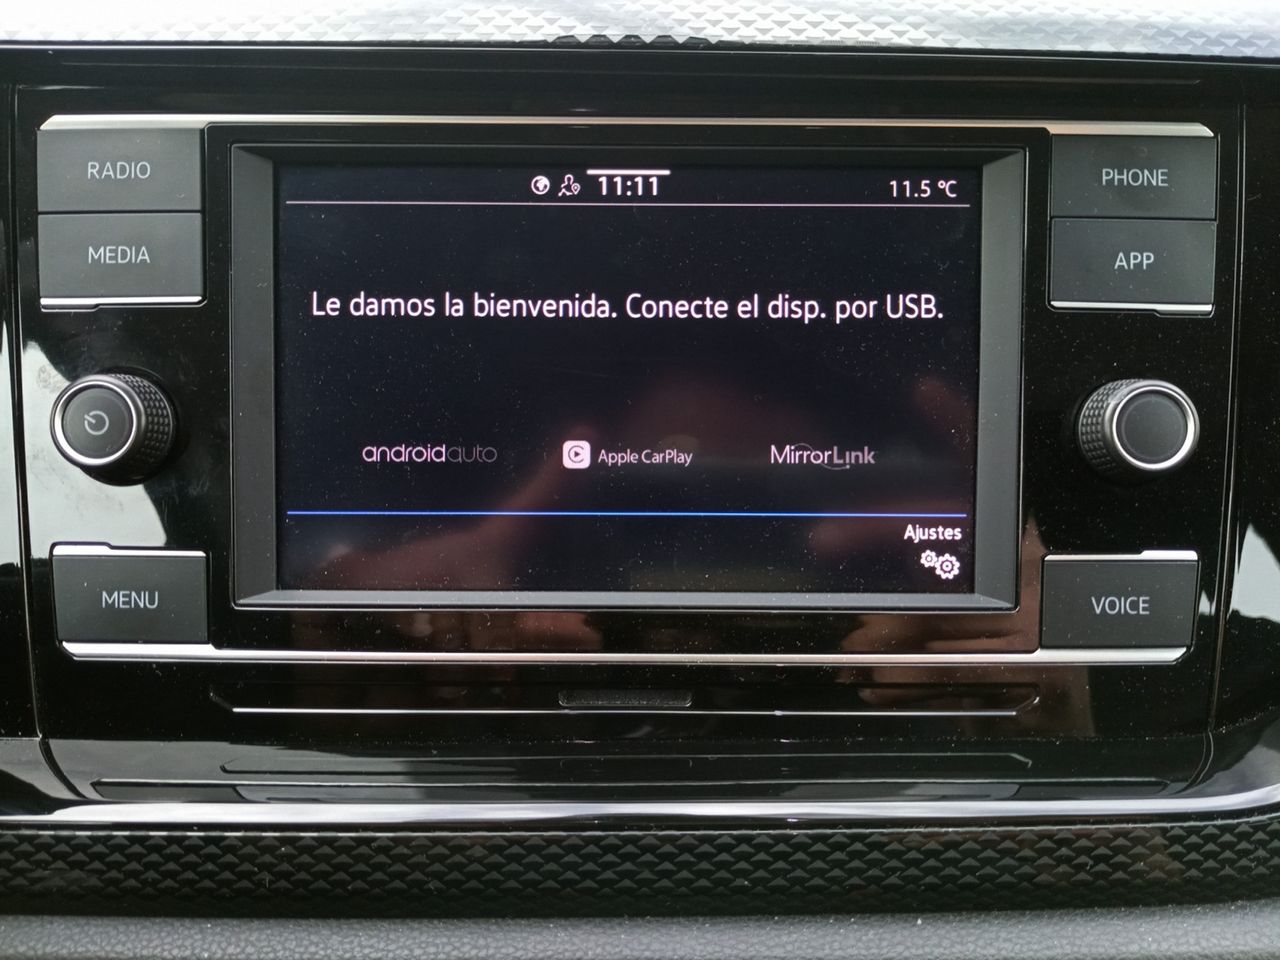 RADIO
MEDIA
MENU
11:11
11.5 °C
Le damos la bienvenida. Conecte el disp. por USB.
androidauto
Apple CarPlay
MirrorLink
Ajustes
PHONE
APP
VOICE